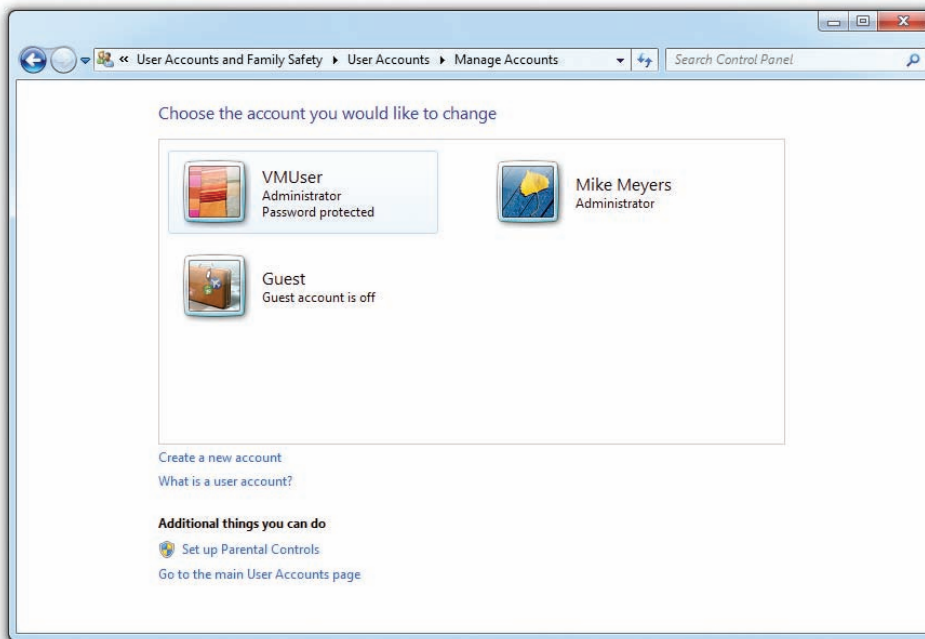 « User Accounts and Family Safety ▸ User Accounts ▸ Manage Accounts
Search Control Panel
Choose the account you would like to change
VMUser
Administrator
Password protected
Mike Meyers
Administrator
Guest
Guest account is off
Create a new account
What is a user account?
Additional things you can do
Set up Parental Controls
Go to the main User Accounts page